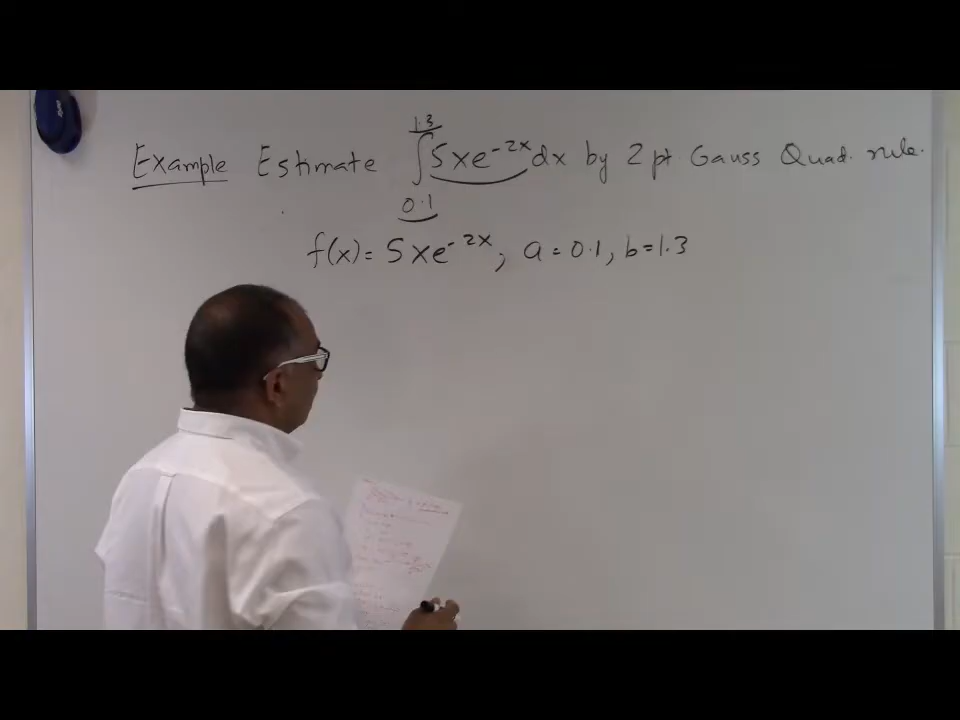 Example Estimate ∫_{0.1}^{1.3} 5xe^{-2x}dx by 2 pt Gauss Quad. rule.
f(x)= 5xe^{-2x}; a=0.1, b=1.3